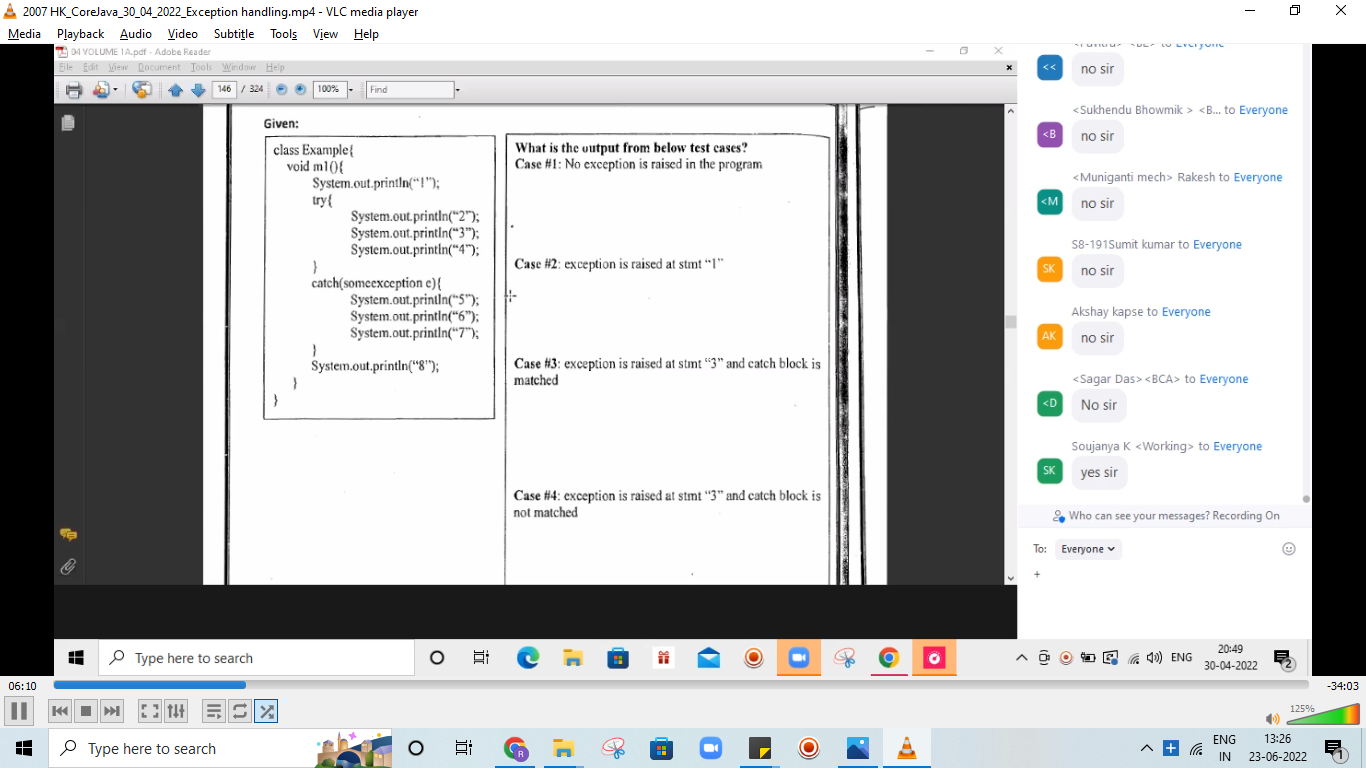 2007 HK_CoreJava_30_04_2022_Exception handling.mp4 - VLC media player
Media Playback Audio Video Subtitle Tools View Help
04 VOLUME 1A.pdf - Adobe Reader
File Edit View Document Tools Window Help
146 / 324 100% Find
Given:
class Example{
void m1(){
System.out.println("1");
try{
System.out.println("2");
System.out.println("3");
System.out.println("4");
}
catch(someexception e){
System.out.println("5");
System.out.println("6");
System.out.println("7");
}
System.out.println("8");
}
}
What is the output from below test cases?
Case #1: No exception is raised in the program
Case #2: exception is raised at stmt "1"
Case #3: exception is raised at stmt "3" and catch block is
matched
Case #4: exception is raised at stmt "3" and catch block is
not matched
to Everyone
<< no sir
<Sukhendu Bhowmik > <B... to Everyone
<B no sir
<Muniganti mech> Rakesh to Everyone
<M no sir
S8-191Sumit kumar to Everyone
SK no sir
Akshay kapse to Everyone
AK no sir
<Sagar Das><BCA> to Everyone
<D No sir
Soujanya K <Working> to Everyone
SK yes sir
Who can see your messages? Recording On
To: Everyone
+
Type here to search
ENG
20:49
30-04-2022
2
06:10
-34:03
125%
Type here to search
R
ENG
IN
13:26
23-06-2022
1